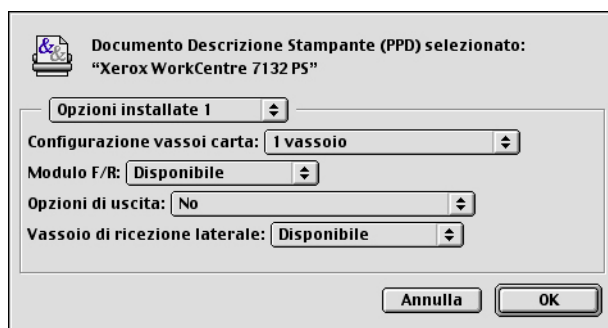 Documento Descrizione Stampante (PPD) selezionato:
“Xerox WorkCentre 7132 PS”
Opzioni installate 1
Configurazione vassoi carta: 1 vassoio
Modulo F/R: Disponibile
Opzioni di uscita: No
Vassoio di ricezione laterale: Disponibile
Annulla OK